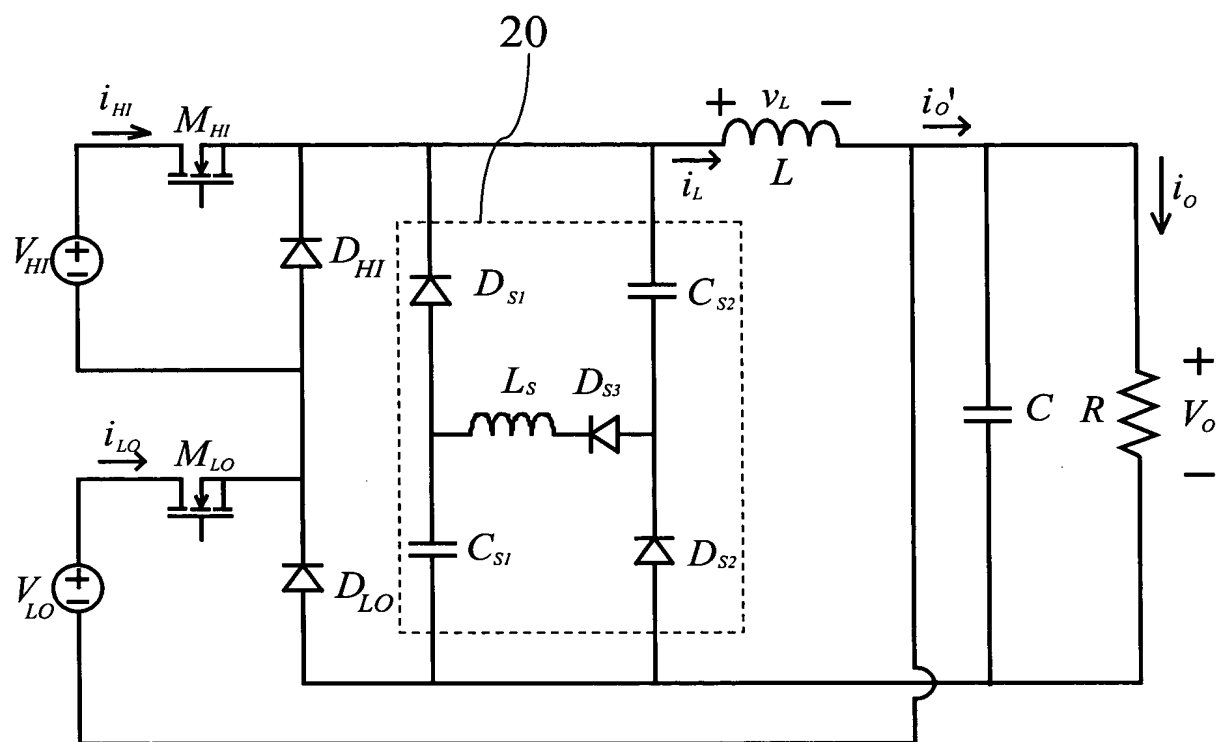 20
i_HI
M_HI
+ v_L −
i_O'
i_L
L
i_O
V_HI
+
−
D_HI
D_S1
C_S2
L_S
D_S3
+
C
R
V_O
−
i_LO
M_LO
C_S1
D_S2
V_LO
+
−
D_LO